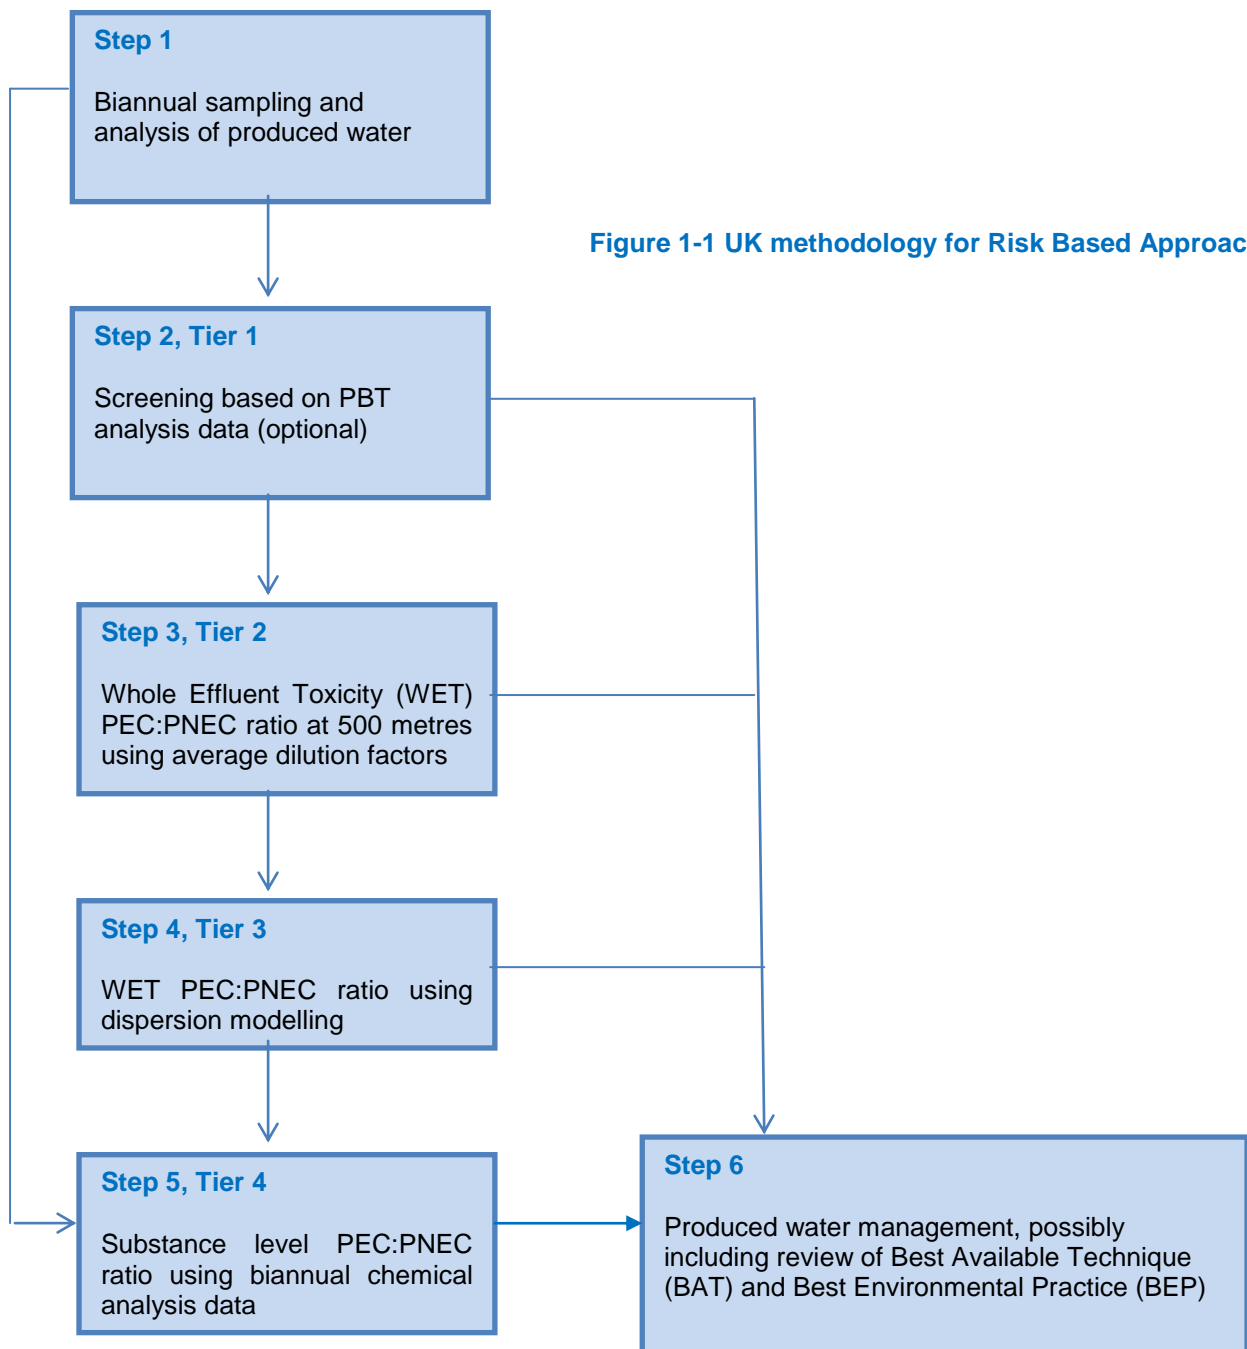 Step 1
Biannual sampling and
analysis of produced water
Figure 1-1 UK methodology for Risk Based Approac
Step 2, Tier 1
Screening based on PBT
analysis data (optional)
Step 3, Tier 2
Whole Effluent Toxicity (WET)
PEC:PNEC ratio at 500 metres
using average dilution factors
Step 4, Tier 3
WET PEC:PNEC ratio using
dispersion modelling
Step 5, Tier 4
Substance level PEC:PNEC
ratio using biannual chemical
analysis data
Step 6
Produced water management, possibly
including review of Best Available Technique
(BAT) and Best Environmental Practice (BEP)